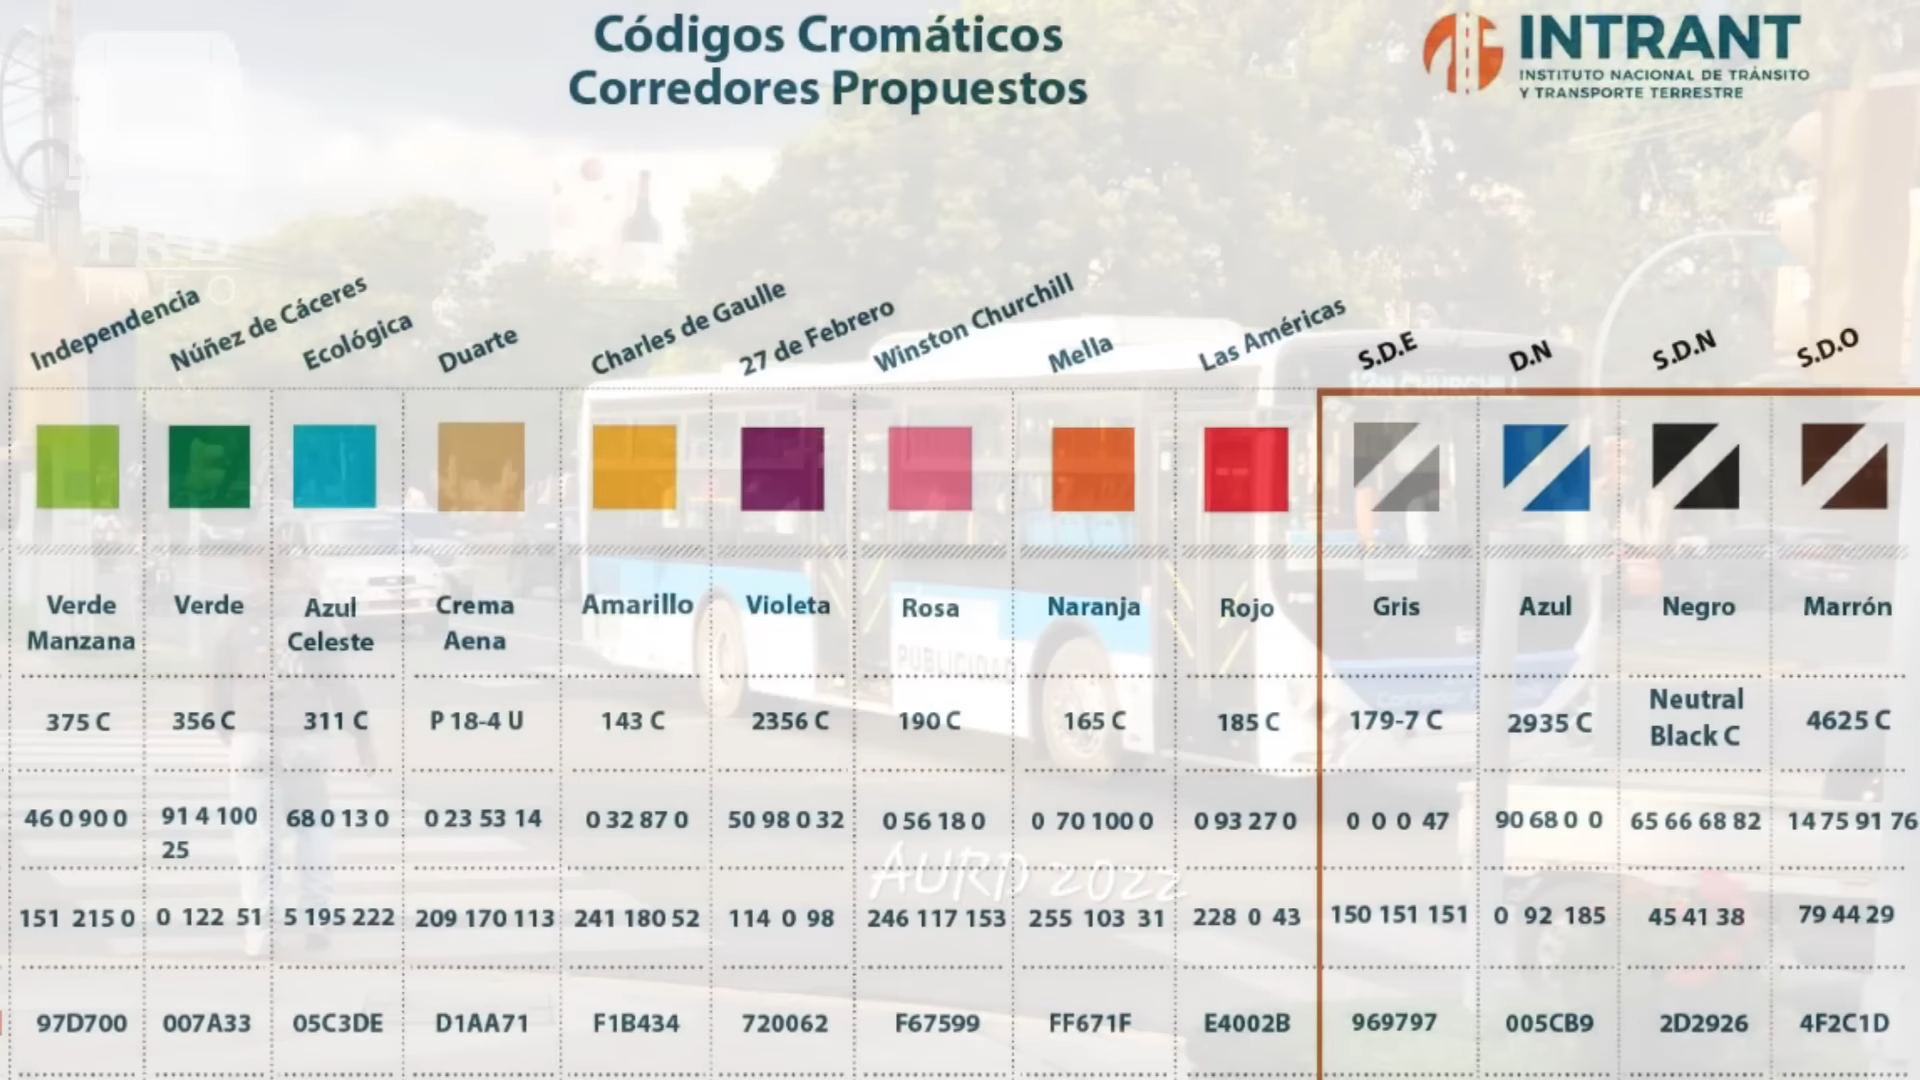 Códigos Cromáticos
Corredores Propuestos
INTRANT
INSTITUTO NACIONAL DE TRÁNSITO
Y TRANSPORTE TERRESTRE
Independencia
Núñez de Cáceres
Ecológica
Duarte
Charles de Gaulle
27 de Febrero
Winston Churchill
Mella
Las Américas
S.D.E
D.N
S.D.N
S.D.O
Verde
Manzana
Verde
Azul
Celeste
Crema
Aena
Amarillo
Violeta
Rosa
Naranja
Rojo
Gris
Azul
Negro
Marrón
375 C
356 C
311 C
P 18-4 U
143 C
2356 C
190 C
165 C
185 C
179-7 C
2935 C
Neutral
Black C
4625 C
46 0 90 0
91 4 100
25
68 0 13 0
0 23 53 14
0 32 87 0
50 98 0 32
0 56 18 0
0 70 100 0
0 93 27 0
0 0 0 47
90 68 0 0
65 66 68 82
14 75 91 76
PUBLICIDAD
AURD 2022
151 215 0
0 122 51
5 195 222
209 170 113
241 180 52
114 0 98
246 117 153
255 103 31
228 0 43
150 151 151
0 92 185
45 41 38
79 44 29
97D700
007A33
05C3DE
D1AA71
F1B434
720062
F67599
FF671F
E4002B
969797
005CB9
2D2926
4F2C1D